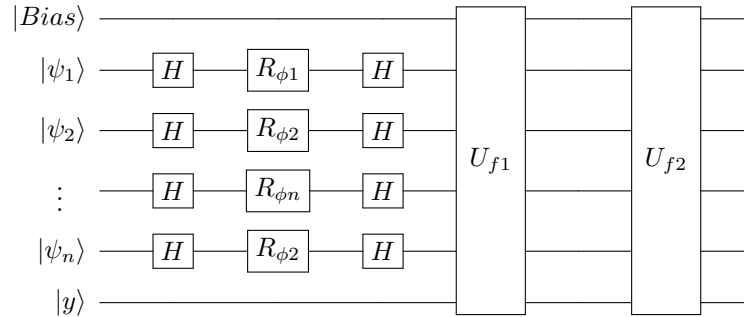 |Bias⟩
|ψ1⟩ H Rϕ1 H
|ψ2⟩ H Rϕ2 H
⋮ H Rϕn H
|ψn⟩ H Rϕ2 H
|y⟩
Uf1 Uf2